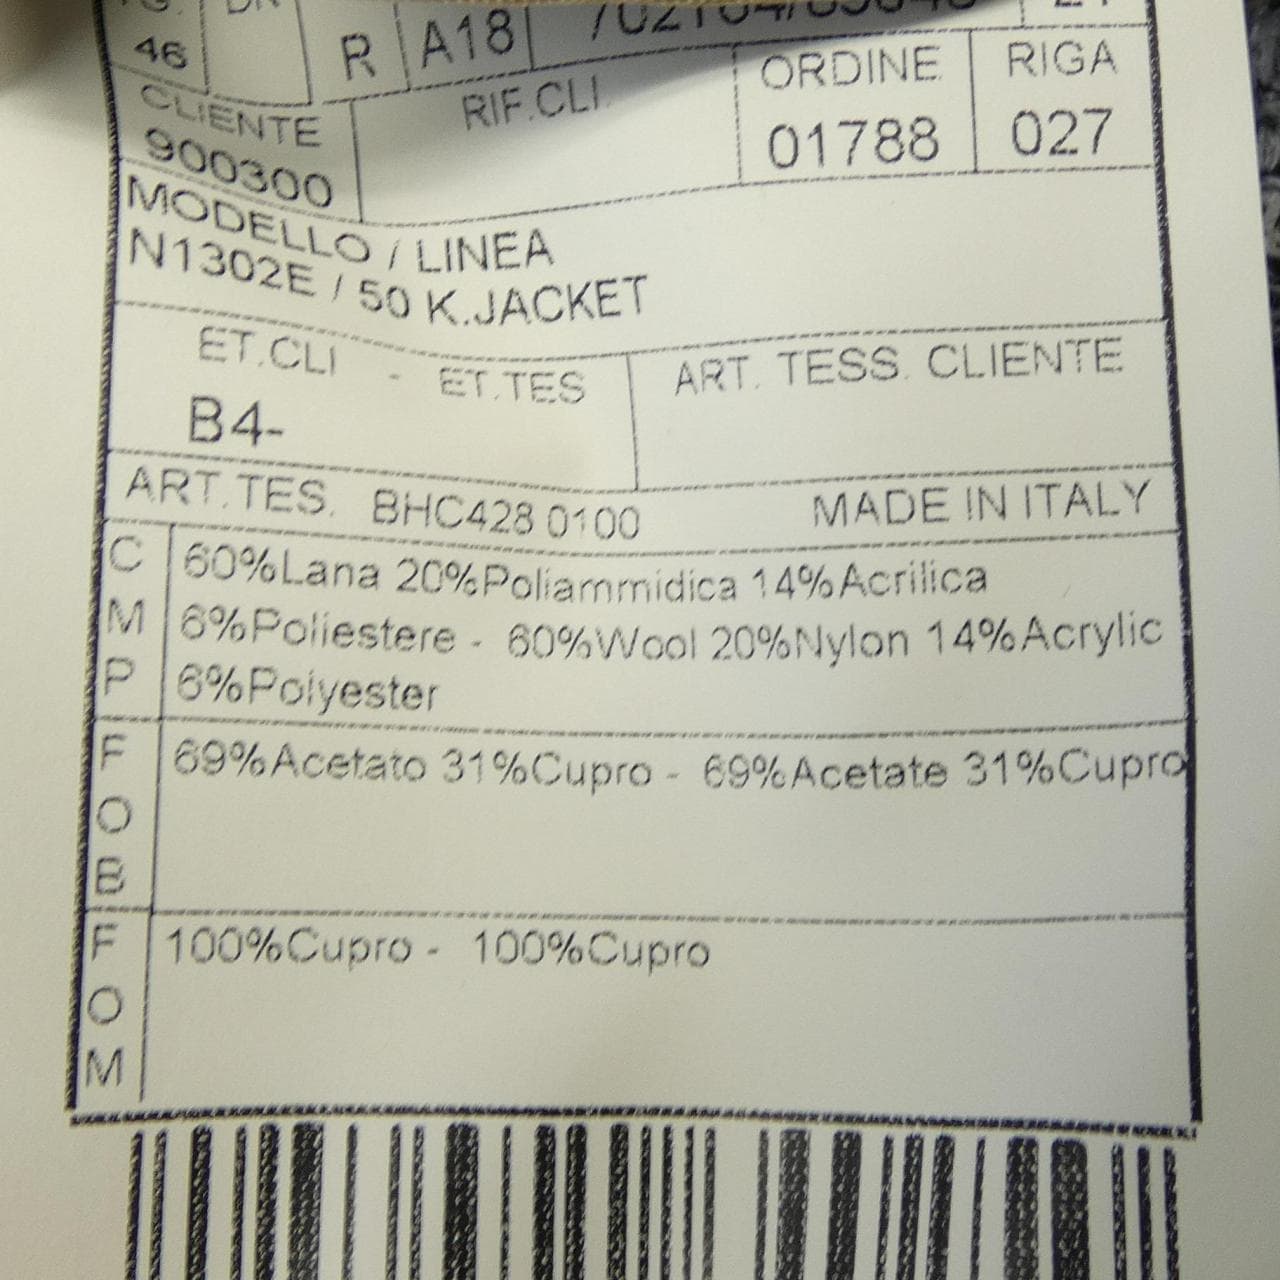 46
R A18
CLIENTE RIF.CLI. ORDINE RIGA
900300 01788 027
MODELLO / LINEA
N1302E / 50 K.JACKET
ET.CLI - ET.TES ART. TESS. CLIENTE
B4-
ART.TES. BHC428 0100 MADE IN ITALY
CMP
60%Lana 20%Poliammidica 14%Acrilica
6%Poliestere - 60%Wool 20%Nylon 14%Acrylic
6%Polyester
FOB
69%Acetato 31%Cupro - 69%Acetate 31%Cupro
FOM
100%Cupro - 100%Cupro